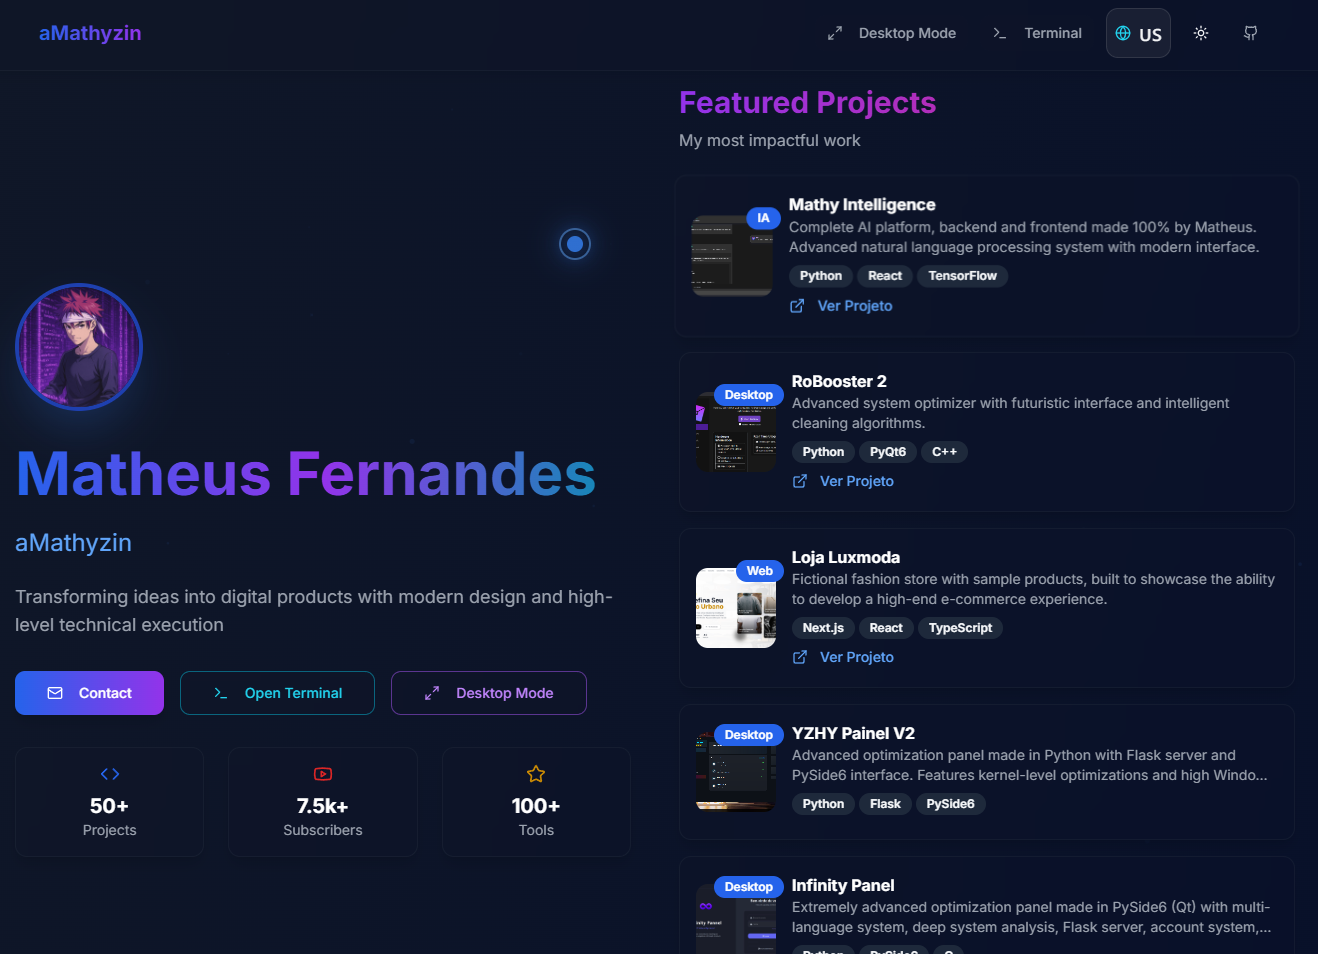 aMathyzin
Desktop Mode
Terminal
US
Matheus Fernandes
aMathyzin
Transforming ideas into digital products with modern design and high-
level technical execution
Contact
Open Terminal
Desktop Mode
50+
Projects
7.5k+
Subscribers
100+
Tools
Featured Projects
My most impactful work
IA
Mathy Intelligence
Complete AI platform, backend and frontend made 100% by Matheus.
Advanced natural language processing system with modern interface.
Python React TensorFlow
Ver Projeto
Desktop
RoBooster 2
Advanced system optimizer with futuristic interface and intelligent
cleaning algorithms.
Python PyQt6 C++
Ver Projeto
Web
Loja Luxmoda
Fictional fashion store with sample products, built to showcase the ability
to develop a high-end e-commerce experience.
Next.js React TypeScript
Ver Projeto
Desktop
YZHY Painel V2
Advanced optimization panel made in Python with Flask server and
PySide6 interface. Features kernel-level optimizations and high Windo...
Python Flask PySide6
Desktop
Infinity Panel
Extremely advanced optimization panel made in PySide6 (Qt) with multi-
language system, deep system analysis, Flask server, account system,...
Python PySide6